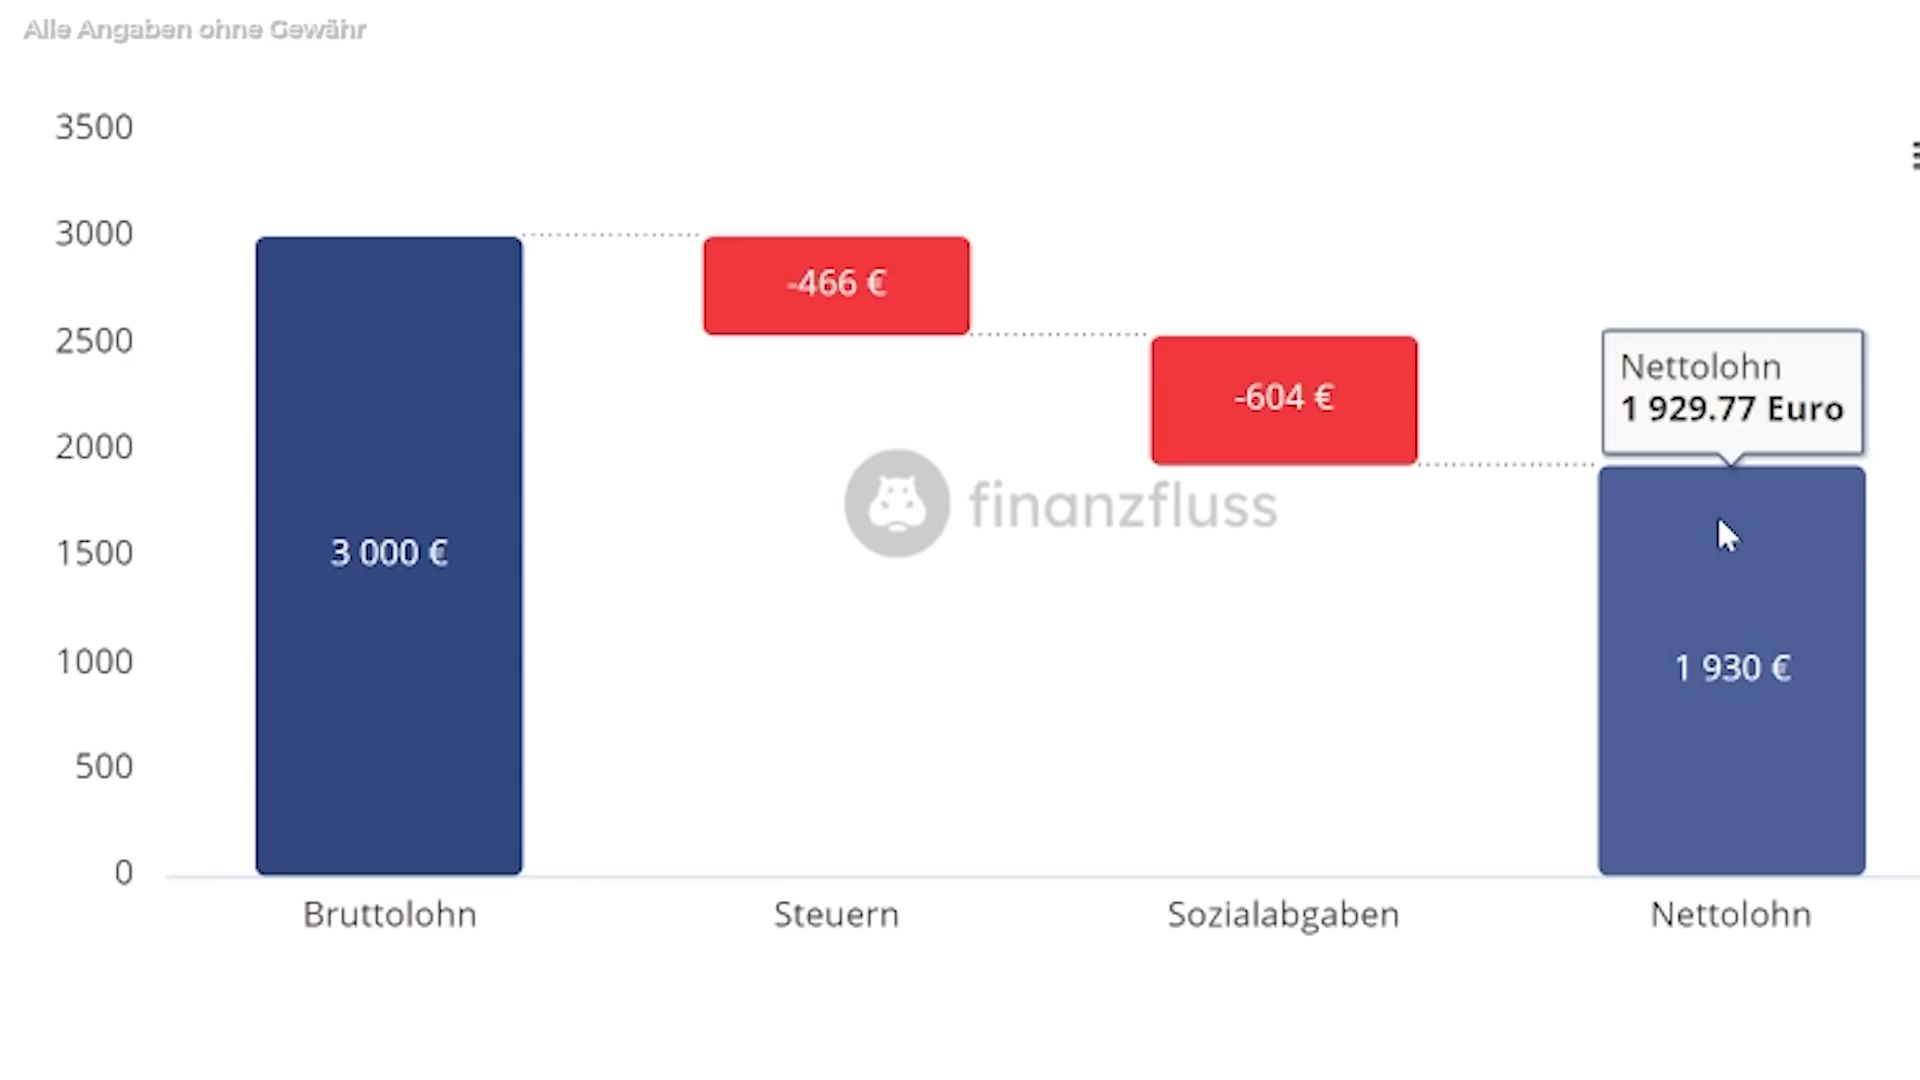 Alle Angaben ohne Gewähr
3500
3000
2500
2000
1500
1000
500
0
3 000 €
-466 €
-604 €
Nettolohn
1 929.77 Euro
1 930 €
finanzfluss
Bruttolohn
Steuern
Sozialabgaben
Nettolohn